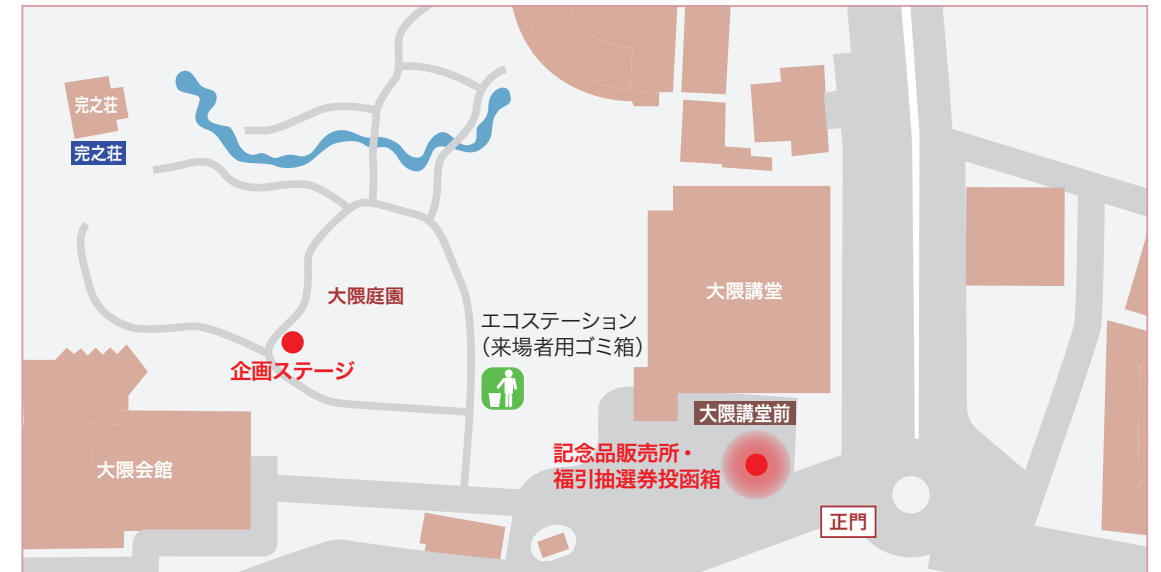 完之荘
完之荘
大隈庭園
大隈講堂
エコステーション
（来場者用ゴミ箱）
企画ステージ
大隈講堂前
記念品販売所・
福引抽選券投函箱
大隈会館
正門